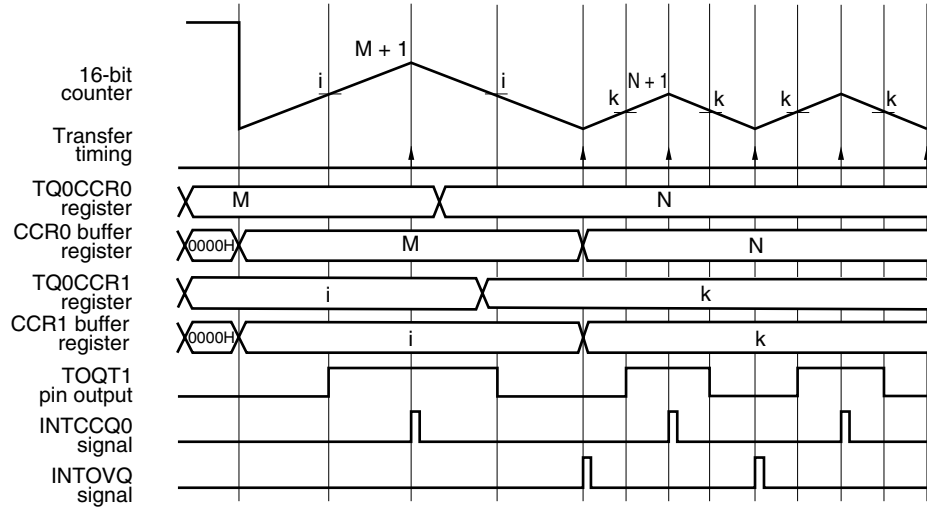 M + 1
i
i
N + 1
k
k
k
k
16-bit
counter
Transfer
timing
TQ0CCR0
register
M
N
CCR0 buffer
register
0000H
M
N
TQ0CCR1
register
i
k
CCR1 buffer
register
0000H
i
k
TOQT1
pin output
INTCCQ0
signal
INTOVQ
signal